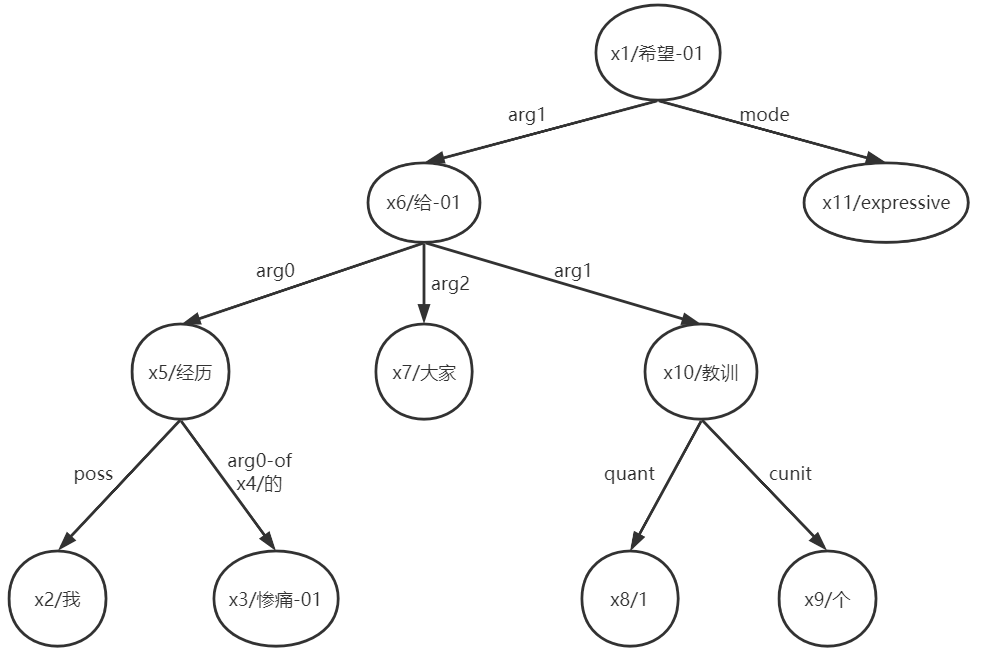 x1/希望-01
arg1
mode
x6/给-01
x11/expressive
arg0
arg2
arg1
x5/经历
x7/大家
x10/教训
poss
arg0-of
x4/的
quant
cunit
x2/我
x3/惨痛-01
x8/1
x9/个